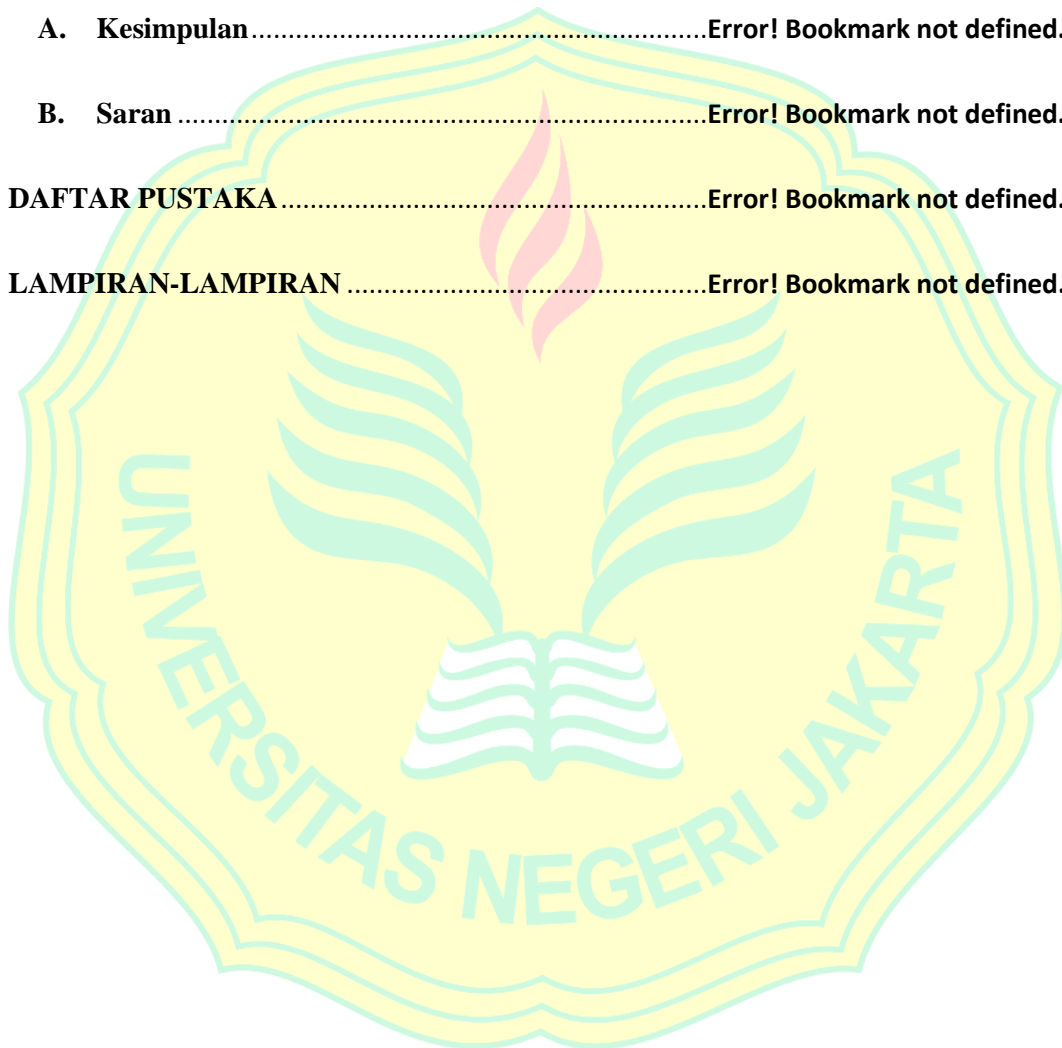 A. Kesimpulan..............................................................Error! Bookmark not defined.
B. Saran ........................................................................Error! Bookmark not defined.
DAFTAR PUSTAKA..........................................................Error! Bookmark not defined.
LAMPIRAN-LAMPIRAN .................................................Error! Bookmark not defined.
UNIVERSITAS NEGERI JAKARTA